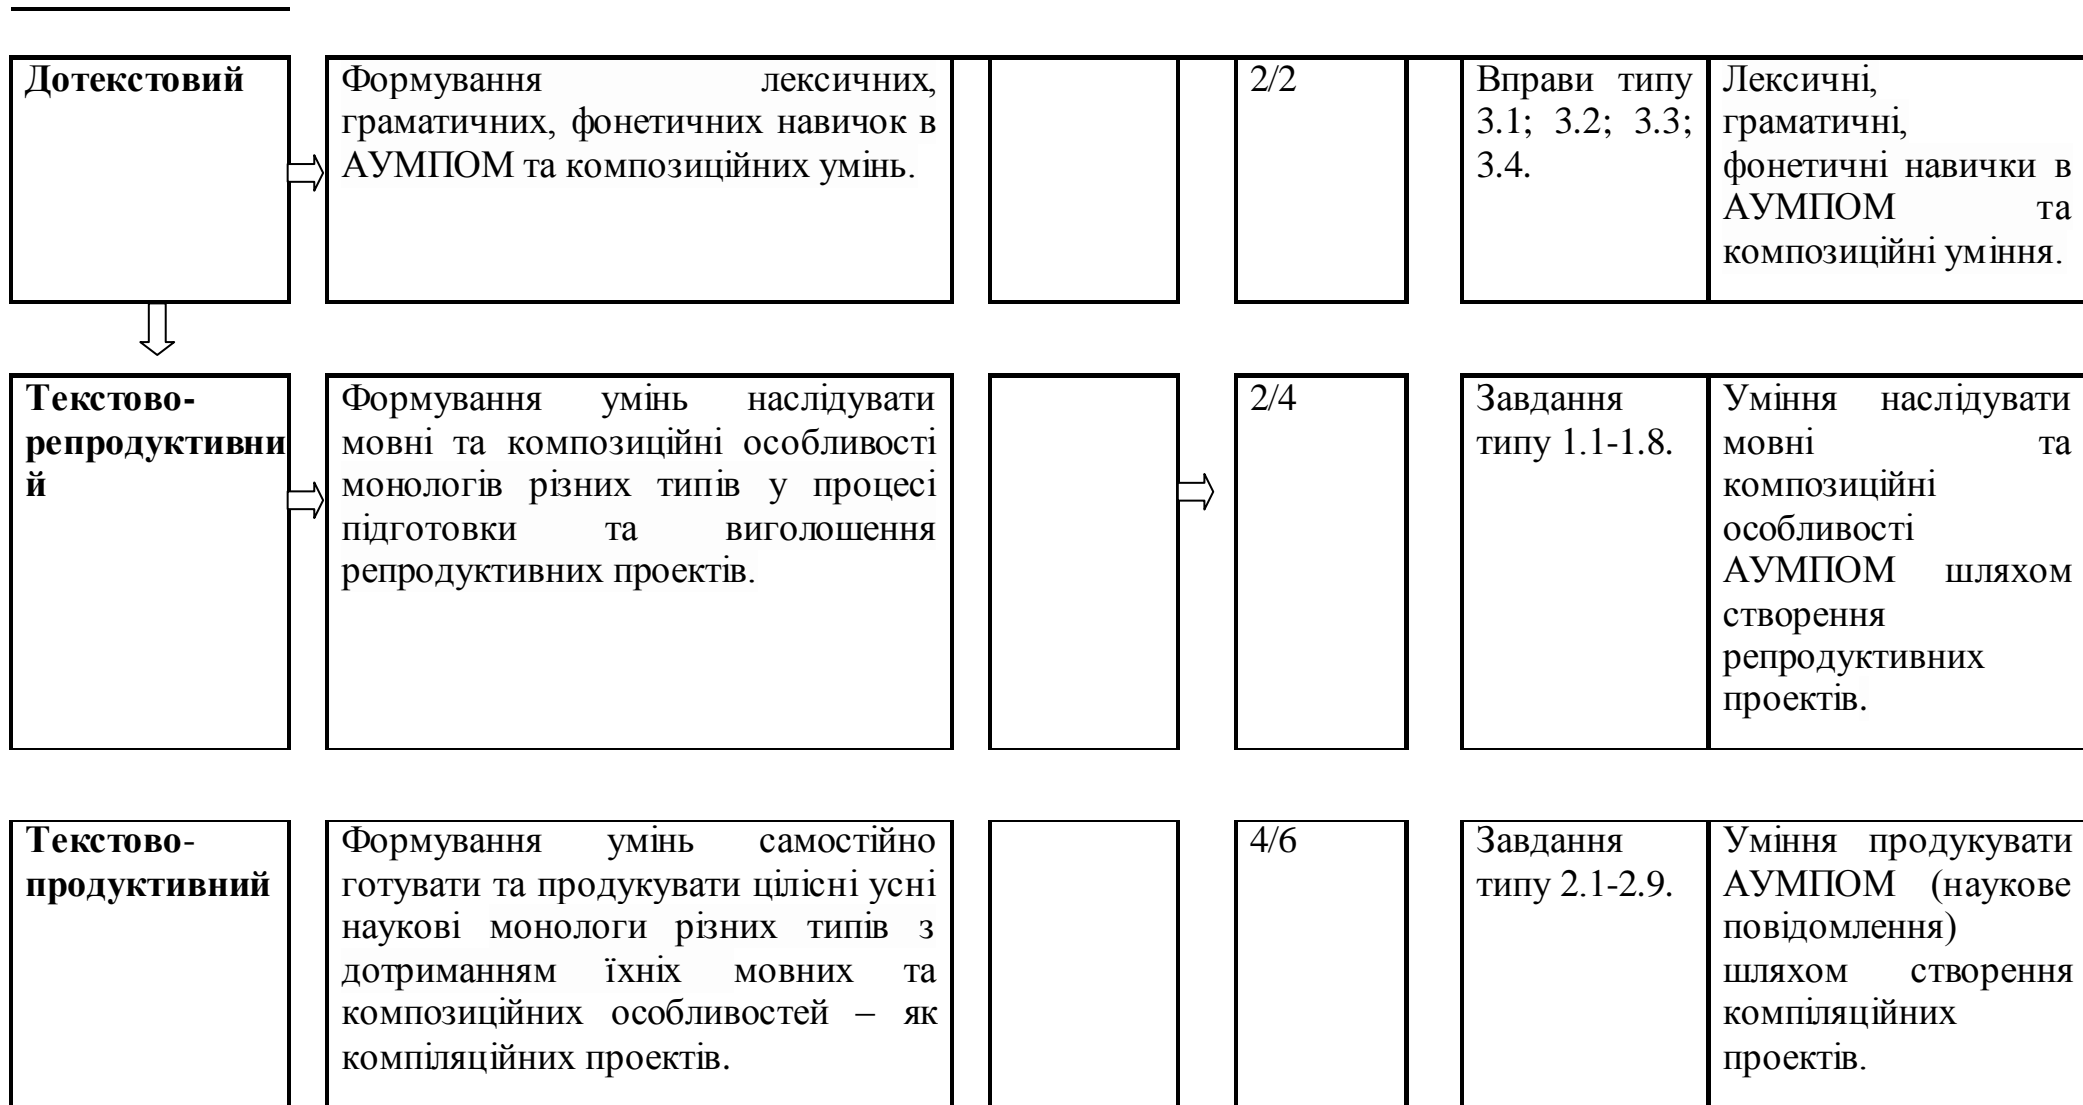 Дотекстовий
Формування лексичних,
граматичних, фонетичних навичок в
АУМПОМ та композиційних умінь.
2/2
Вправи типу
3.1; 3.2; 3.3;
3.4.
Лексичні,
граматичні,
фонетичні навички в
АУМПОМ та
композиційні уміння.
Текстово-
репродуктивни
й
Формування умінь наслідувати
мовні та композиційні особливості
монологів різних типів у процесі
підготовки та виголошення
репродуктивних проектів.
2/4
Завдання
типу 1.1-1.8.
Уміння наслідувати
мовні та
композиційні
особливості
АУМПОМ шляхом
створення
репродуктивних
проектів.
Текстово-
продуктивний
Формування умінь самостійно
готувати та продукувати цілісні усні
наукові монологи різних типів з
дотриманням їхніх мовних та
композиційних особливостей – як
компіляційних проектів.
4/6
Завдання
типу 2.1-2.9.
Уміння продукувати
АУМПОМ (наукове
повідомлення)
шляхом створення
компіляційних
проектів.